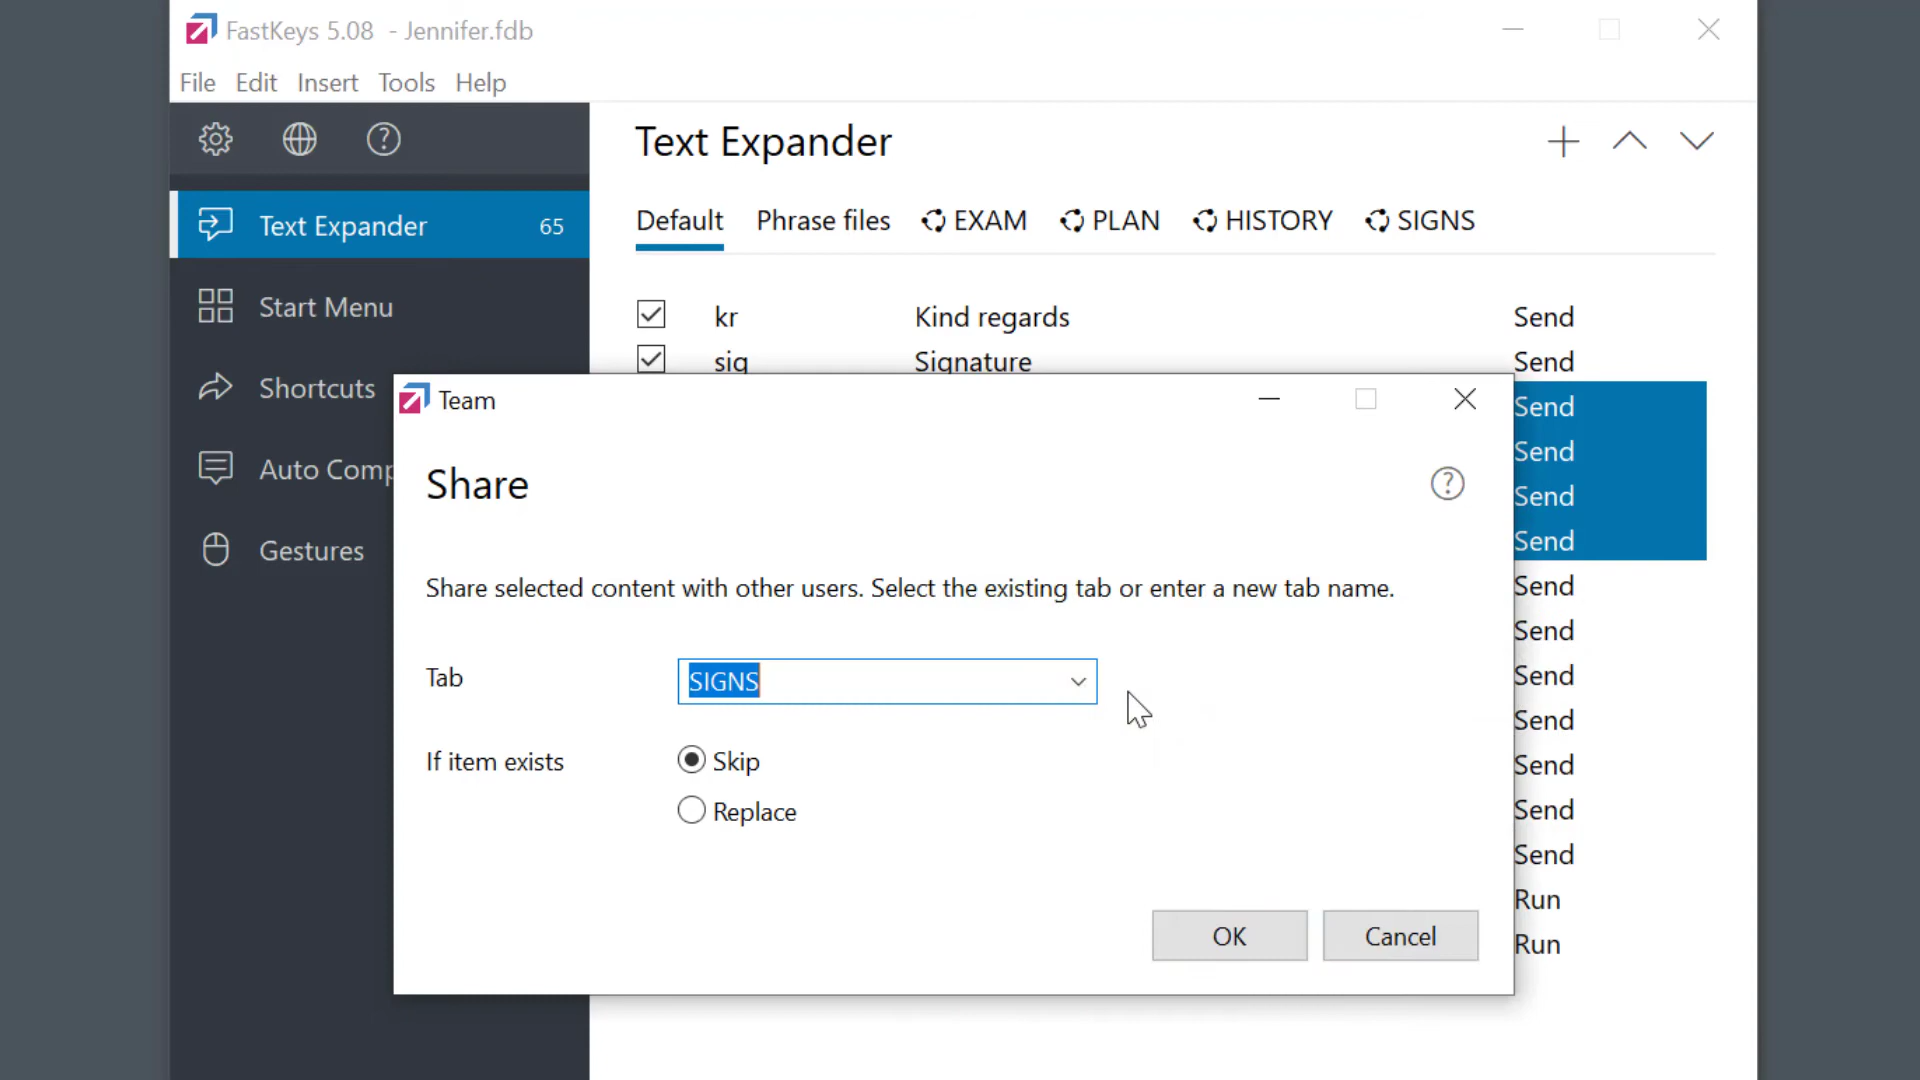 FastKeys 5.08 - Jennifer.fdb
File Edit Insert Tools Help
Text Expander 65
Start Menu
Shortcuts
Auto Comp
Gestures
Text Expander
Default Phrase files EXAM PLAN HISTORY SIGNS
kr Kind regards Send
sig Signature Send
Send
Send
Send
Send
Send
Send
Send
Send
Send
Send
Send
Run
Run
Team
Share
Share selected content with other users. Select the existing tab or enter a new tab name.
Tab SIGNS
If item exists Skip
Replace
OK Cancel